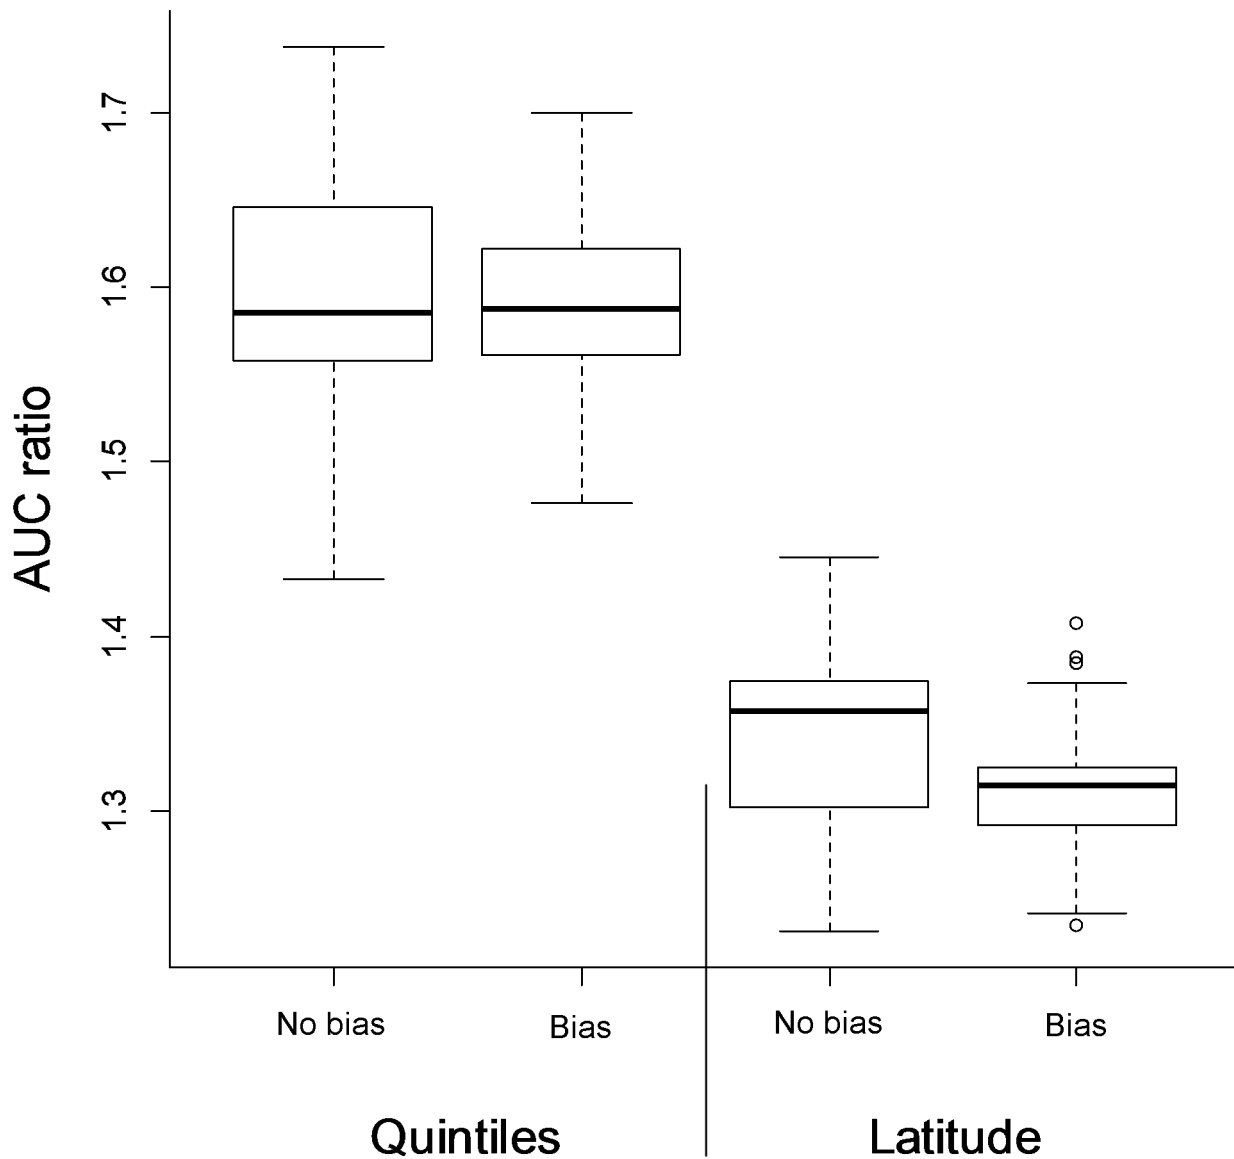 AUC ratio
1.7
1.6
1.5
1.4
1.3
No bias
Bias
No bias
Bias
Quintiles
Latitude